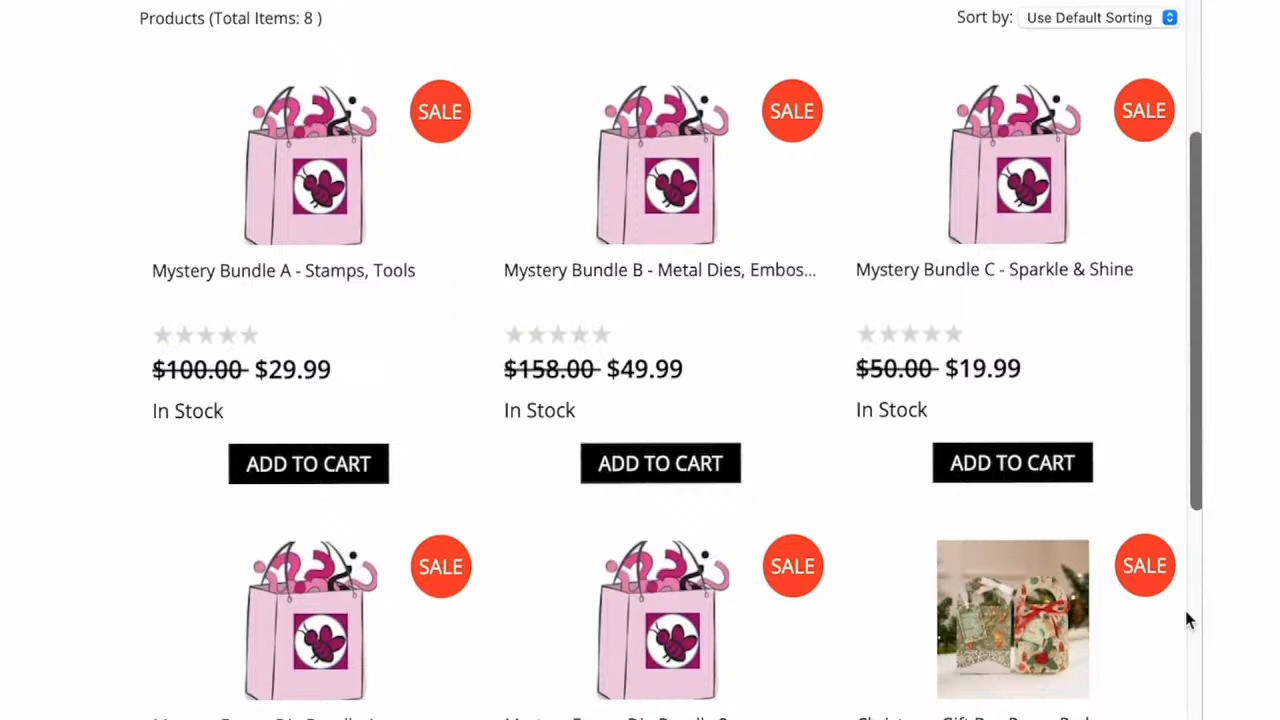 Products (Total Items: 8 )
Sort by: Use Default Sorting
SALE
SALE
SALE
Mystery Bundle A - Stamps, Tools
Mystery Bundle B - Metal Dies, Embos...
Mystery Bundle C - Sparkle & Shine
$100.00 $29.99
$158.00 $49.99
$50.00 $19.99
In Stock
In Stock
In Stock
ADD TO CART
ADD TO CART
ADD TO CART
SALE
SALE
SALE